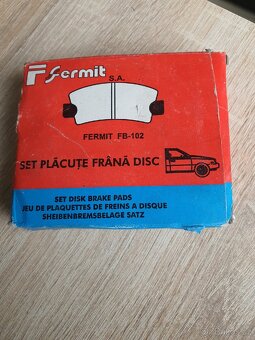 Fermit
S.A.
FERMIT FB-102
SET PLĂCUȚE FRÂNĂ DISC
SET DISK BRAKE PADS
JEU DE PLAQUETTES DE FREINS A DISQUE
SHEIBENBREMSBELAGE SATZ